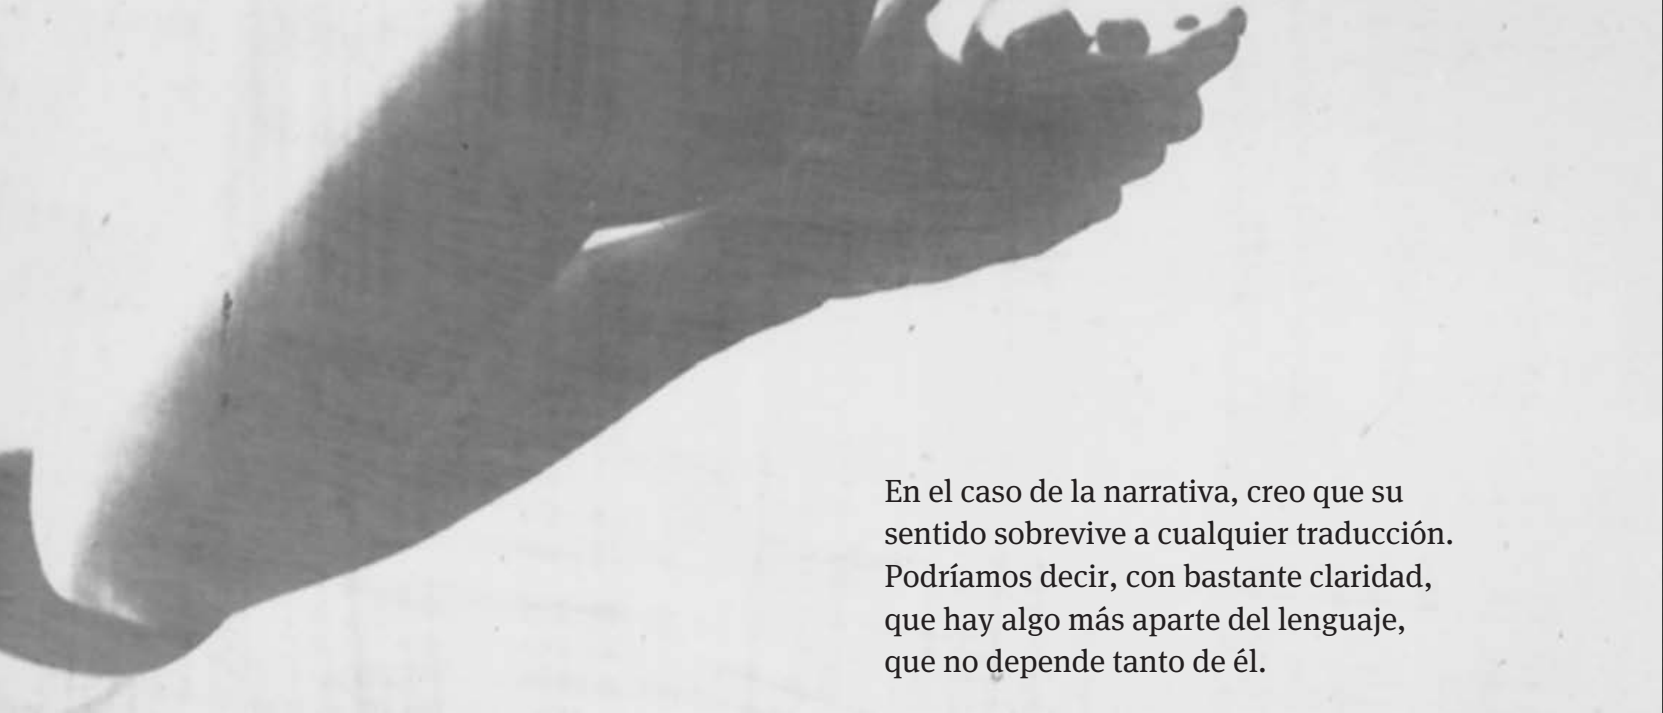 En el caso de la narrativa, creo que su
sentido sobrevive a cualquier traducción.
Podríamos decir, con bastante claridad,
que hay algo más aparte del lenguaje,
que no depende tanto de él.